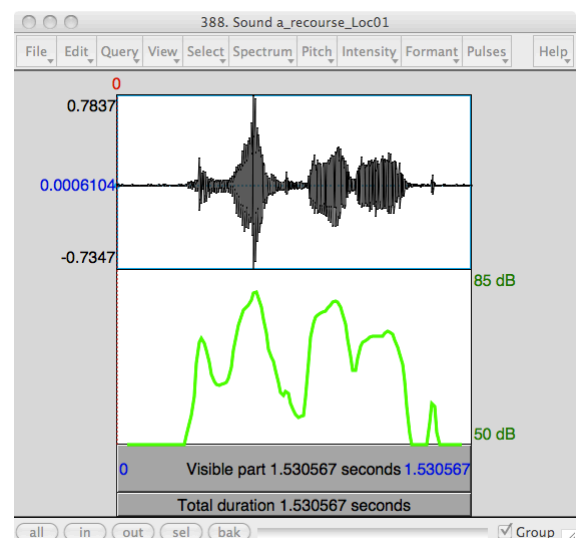 388. Sound a_recourse_Loc01
File Edit Query View Select Spectrum Pitch Intensity Formant Pulses Help
0
0.7837
0.0006104
-0.7347
85 dB
50 dB
0 Visible part 1.530567 seconds 1.530567
Total duration 1.530567 seconds
all in out sel bak Group